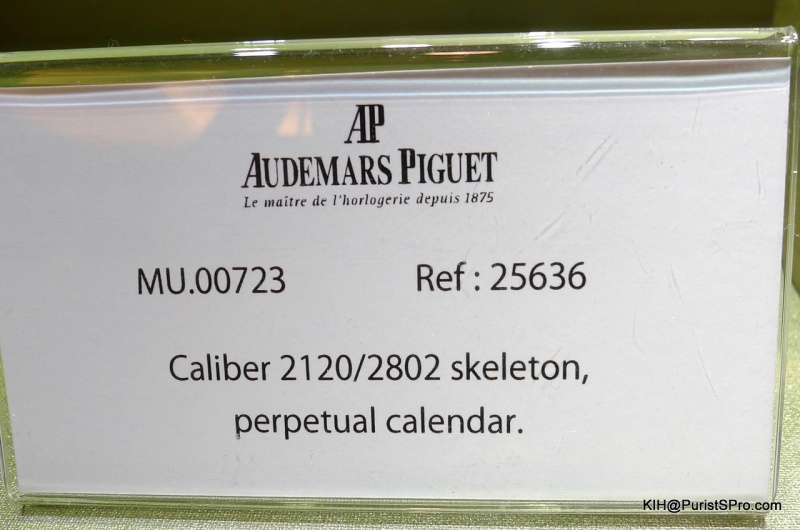 AP
AUDEMARS PIGUET
Le maître de l'horlogerie depuis 1875
MU.00723 Ref : 25636
Caliber 2120/2802 skeleton,
perpetual calendar.
KIH@PuristSPro.com